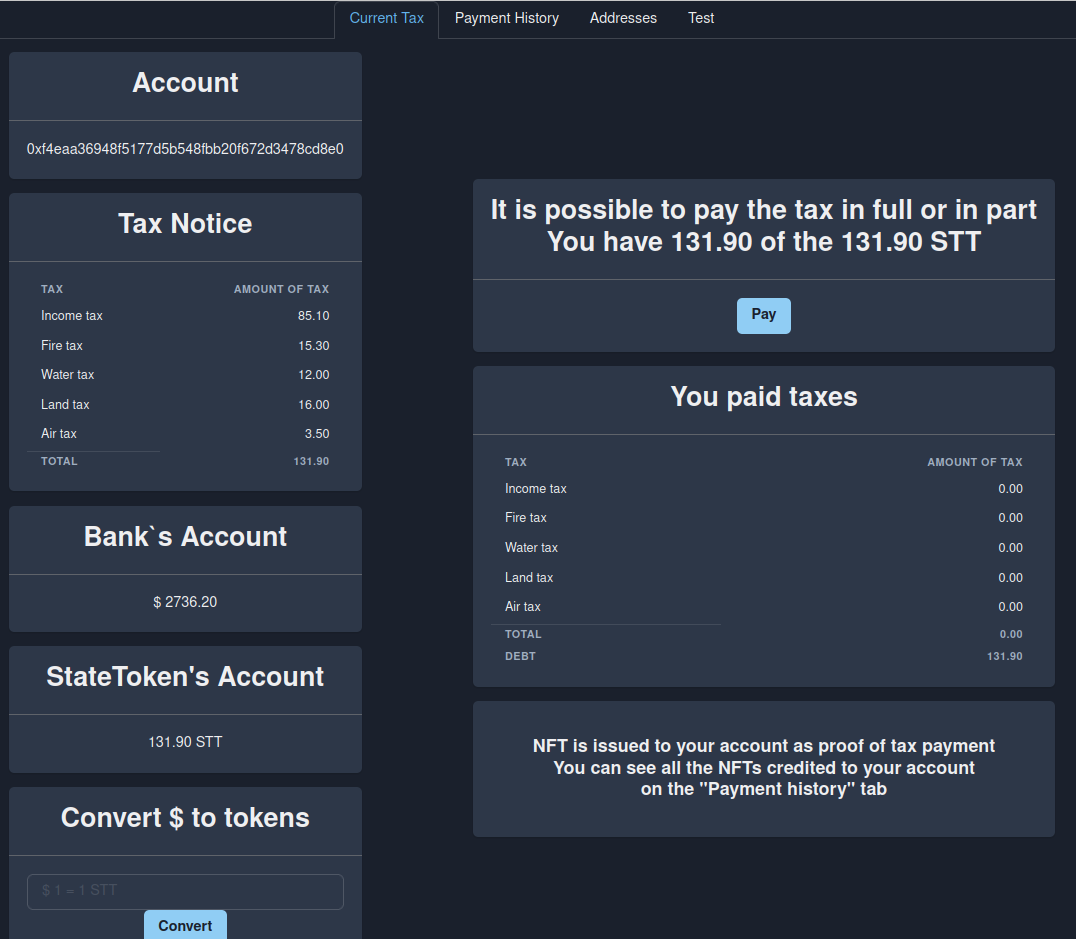 Current Tax Payment History Addresses Test
Account
0xf4eaa36948f5177d5b548fbb20f672d3478cd8e0
Tax Notice
TAX AMOUNT OF TAX
Income tax 85.10
Fire tax 15.30
Water tax 12.00
Land tax 16.00
Air tax 3.50
TOTAL 131.90
Bank`s Account
$ 2736.20
StateToken's Account
131.90 STT
Convert $ to tokens
$ 1 = 1 STT
Convert
It is possible to pay the tax in full or in part
You have 131.90 of the 131.90 STT
Pay
You paid taxes
TAX AMOUNT OF TAX
Income tax 0.00
Fire tax 0.00
Water tax 0.00
Land tax 0.00
Air tax 0.00
TOTAL 0.00
DEBT 131.90
NFT is issued to your account as proof of tax payment
You can see all the NFTs credited to your account
on the "Payment history" tab